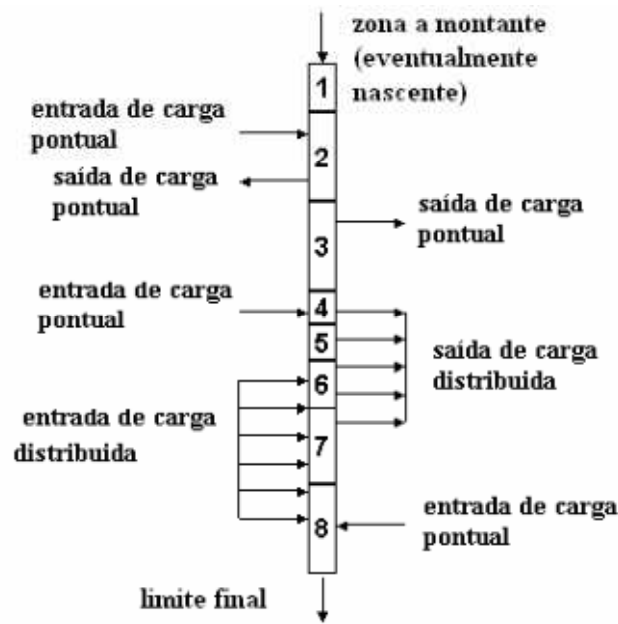 zona a montante
(eventualmente
nascente)
1
entrada de carga
pontual
2
saída de carga
pontual
saída de carga
pontual
3
entrada de carga
pontual
4
5
saída de carga
distribuida
6
entrada de carga
distribuida
7
entrada de carga
pontual
8
limite final